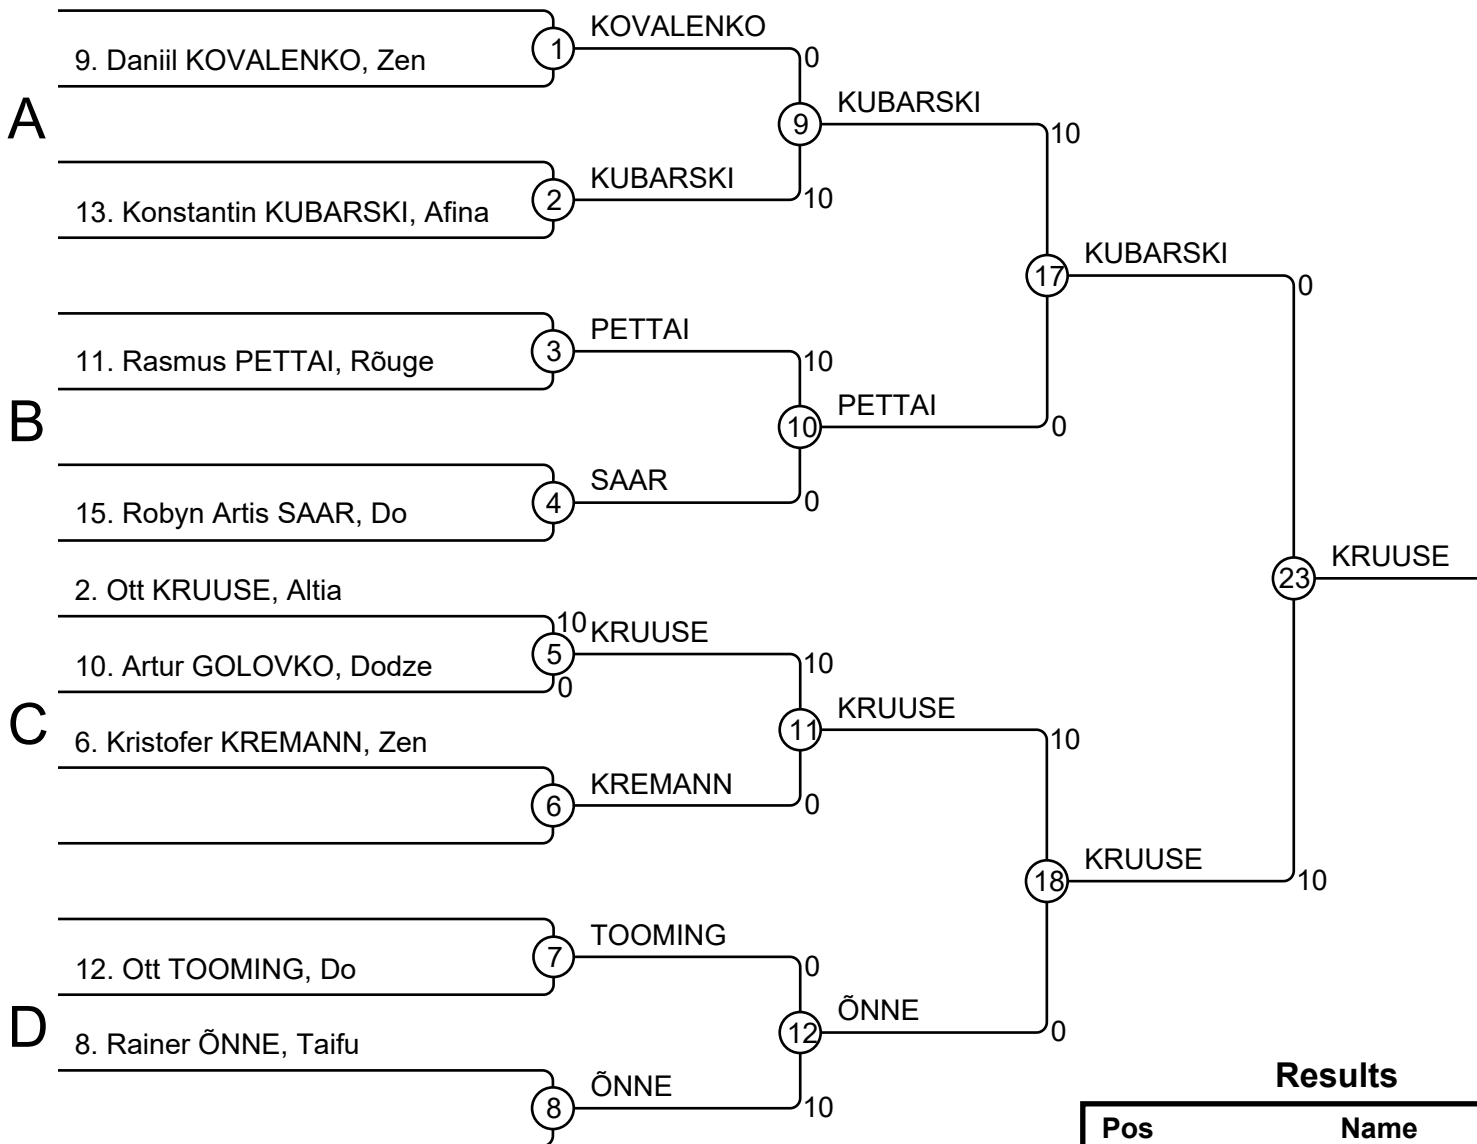 KOVALENKO
1
9. Daniil KOVALENKO, Zen
0
A
KUBARSKI
9
10
KUBARSKI
2
13. Konstantin KUBARSKI, Afina
10
KUBARSKI
17
0
PETTAI
3
11. Rasmus PETTAI, Rõuge
10
B
PETTAI
10
0
SAAR
4
15. Robyn Artis SAAR, Do
0
KRUUSE
23
2. Ott KRUUSE, Altia
10
KRUUSE
5
10. Artur GOLOVKO, Dodze
10
0
C
KRUUSE
11
10
6. Kristofer KREMANN, Zen
KREMANN
6
0
KRUUSE
18
10
TOOMING
7
12. Ott TOOMING, Do
0
D
ÕNNE
12
0
8. Rainer ÕNNE, Taifu
ÕNNE
8
10
Results
Pos Name